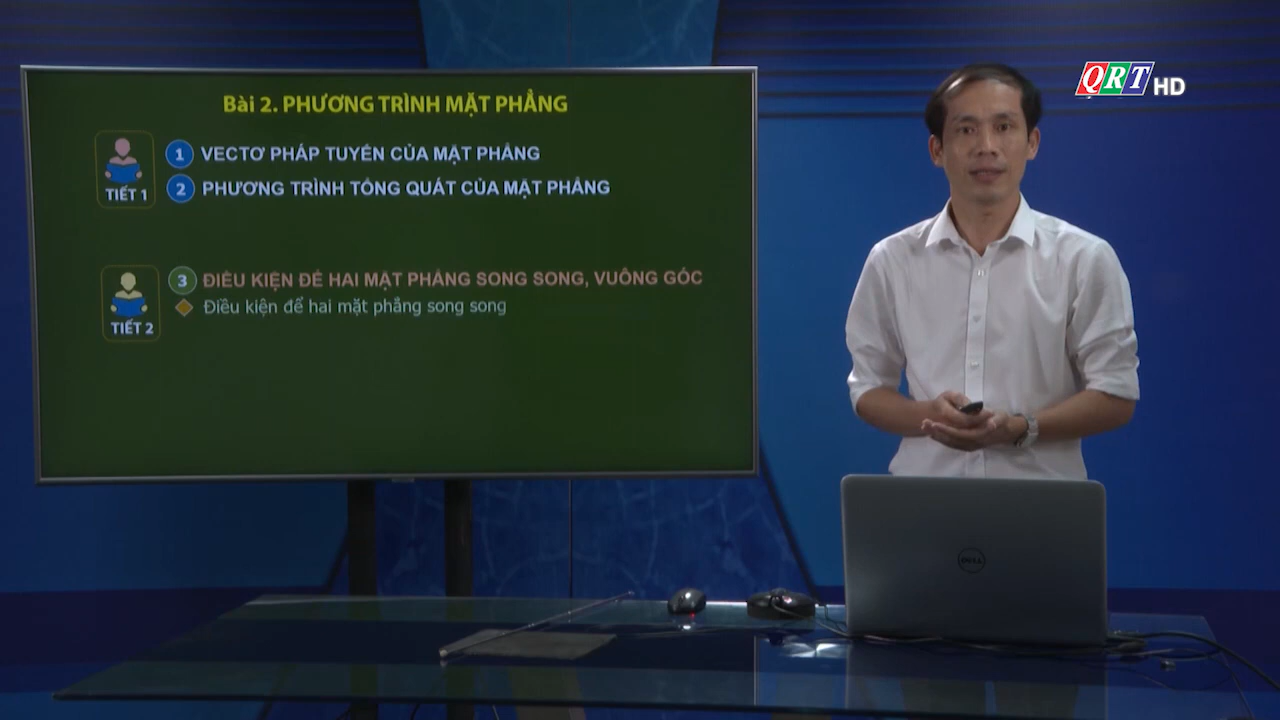 QRT HD
Bài 2. PHƯƠNG TRÌNH MẶT PHẲNG
TIẾT 1
1 VECTƠ PHÁP TUYẾN CỦA MẶT PHẲNG
2 PHƯƠNG TRÌNH TỔNG QUÁT CỦA MẶT PHẲNG
TIẾT 2
3 ĐIỀU KIỆN ĐỂ HAI MẶT PHẲNG SONG SONG, VUÔNG GÓC
Điều kiện để hai mặt phẳng song song
DELL